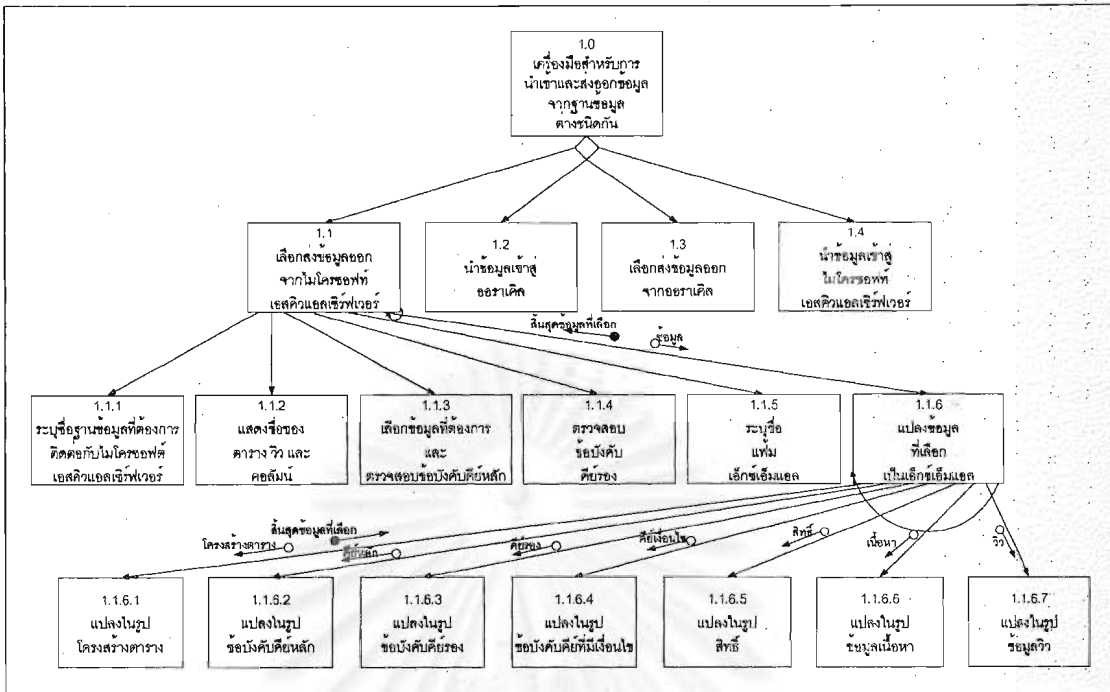 1.0
เครื่องมือสำหรับการ
นำเข้าและส่งออกข้อมูล
จากฐานข้อมูล
ต่างชนิดกัน
1.1
เลือกส่งข้อมูลออก
จากไมโครซอฟท์
เอสคิวแอลเซิร์ฟเวอร์
1.2
นำข้อมูลเข้าสู่
ออราเคิล
1.3
เลือกส่งข้อมูลออก
จากออราเคิล
1.4
นำข้อมูลเข้าสู่
ไมโครซอฟท์
เอสคิวแอลเซิร์ฟเวอร์
สิ้นสุดข้อมูลที่เลือก
ข้อมูล
1.1.1
ระบุชื่อฐานข้อมูลที่ต้องการ
ติดต่อกับไมโครซอฟต์
เอสคิวแอลเซิร์ฟเวอร์
1.1.2
แสดงชื่อของ
ตาราง วิว และ
คอลัมน์
1.1.3
เลือกข้อมูลที่ต้องการ
และ
ตรวจสอบข้อบังคับคีย์หลัก
1.1.4
ตรวจสอบ
ข้อบังคับ
คีย์รอง
1.1.5
ระบุชื่อ
แฟ้ม
เอ็กซ์เอ็มแอล
1.1.6
แปลงข้อมูล
ที่เลือก
เป็นเอ็กซ์เอ็มแอล
สิ้นสุดข้อมูลที่เลือก
โครงสร้างตาราง
คีย์หลัก
คีย์รอง
คีย์เงื่อนไข
สิทธิ์
เนื้อหา
วิว
1.1.6.1
แปลงในรูป
โครงสร้างตาราง
1.1.6.2
แปลงในรูป
ข้อบังคับคีย์หลัก
1.1.6.3
แปลงในรูป
ข้อบังคับคีย์รอง
1.1.6.4
แปลงในรูป
ข้อบังคับคีย์ที่มีเงื่อนไข
1.1.6.5
แปลงในรูป
สิทธิ์
1.1.6.6
แปลงในรูป
ข้อมูลเนื้อหา
1.1.6.7
แปลงในรูป
ข้อมูลวิว